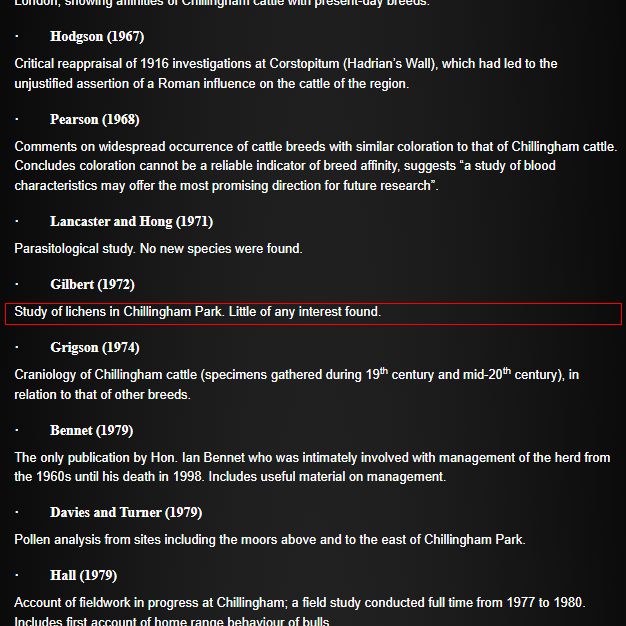 London, showing affinities of Chillingham cattle with present-day breeds.
· Hodgson (1967)
Critical reappraisal of 1916 investigations at Corstopitum (Hadrian's Wall), which had led to the
unjustified assertion of a Roman influence on the cattle of the region.
· Pearson (1968)
Comments on widespread occurrence of cattle breeds with similar coloration to that of Chillingham cattle.
Concludes coloration cannot be a reliable indicator of breed affinity, suggests "a study of blood
characteristics may offer the most promising direction for future research".
· Lancaster and Hong (1971)
Parasitological study. No new species were found.
· Gilbert (1972)
Study of lichens in Chillingham Park. Little of any interest found.
· Grigson (1974)
Craniology of Chillingham cattle (specimens gathered during 19th century and mid-20th century), in
relation to that of other breeds.
· Bennet (1979)
The only publication by Hon. Ian Bennet who was intimately involved with management of the herd from
the 1960s until his death in 1998. Includes useful material on management.
· Davies and Turner (1979)
Pollen analysis from sites including the moors above and to the east of Chillingham Park.
· Hall (1979)
Account of fieldwork in progress at Chillingham; a field study conducted full time from 1977 to 1980.
Includes first account of home range behaviour of bulls